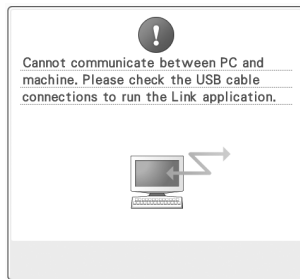 Cannot communicate between PC and
machine. Please check the USB cable
connections to run the Link application.